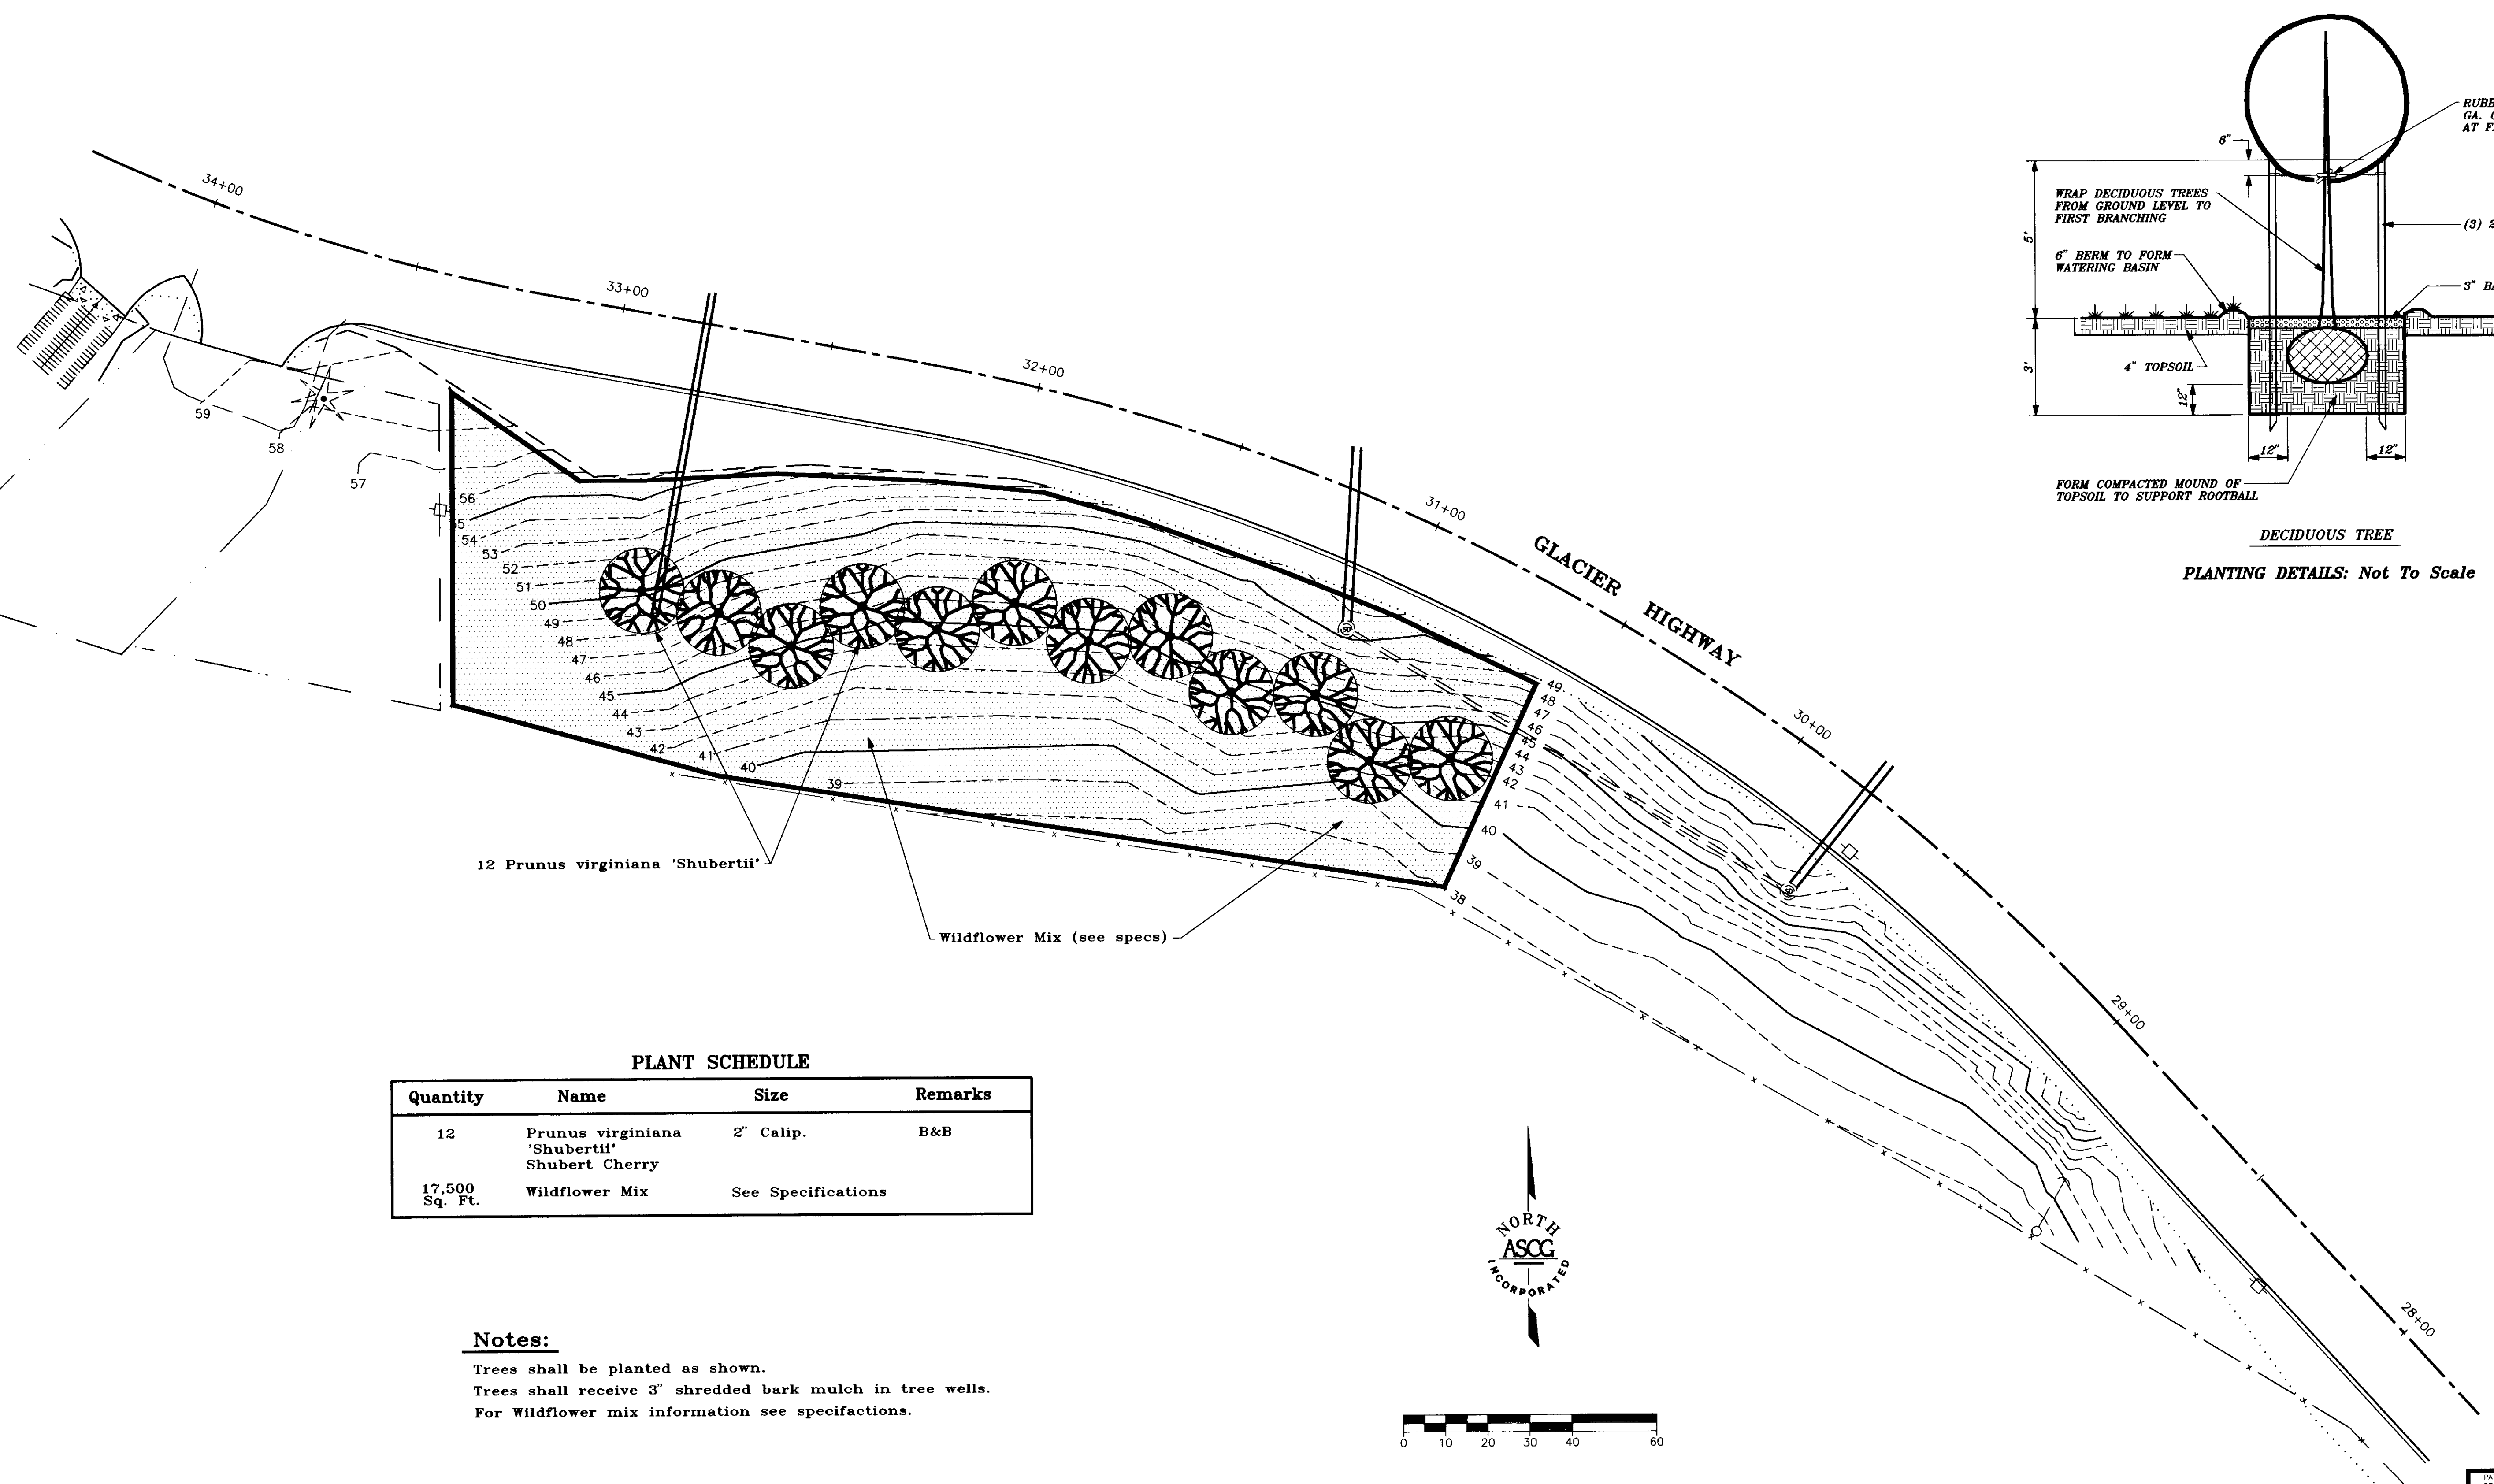 34+00
33+00
32+00
31+00
GLACIER HIGHWAY
30+00
29+00
28+00
59
58
57
56
55
54
53
52
51
50
49
48
47
46
45
44
43
42
41
40
39
49
48
47
46
45
44
43
42
41
40
39
38
12 Prunus virginiana 'Shubertii'
Wildflower Mix (see specs)
6"
5'
3'
12"
12"
12"
RUBB
GA.
AT F
WRAP DECIDUOUS TREES
FROM GROUND LEVEL TO
FIRST BRANCHING
(3) 2
6" BERM TO FORM
WATERING BASIN
3" BA
4" TOPSOIL
FORM COMPACTED MOUND OF
TOPSOIL TO SUPPORT ROOTBALL
DECIDUOUS TREE
PLANTING DETAILS: Not To Scale
PLANT SCHEDULE
Quantity Name Size Remarks
12 Prunus virginiana 2" Calip. B&B
'Shubertii'
Shubert Cherry
17,500 Wildflower Mix See Specifications
Sq. Ft.
NORTH
ASCG
INCORPORATED
Notes:
Trees shall be planted as shown.
Trees shall receive 3" shredded bark mulch in tree wells.
For Wildflower mix information see specifactions.
0 10 20 30 40 60